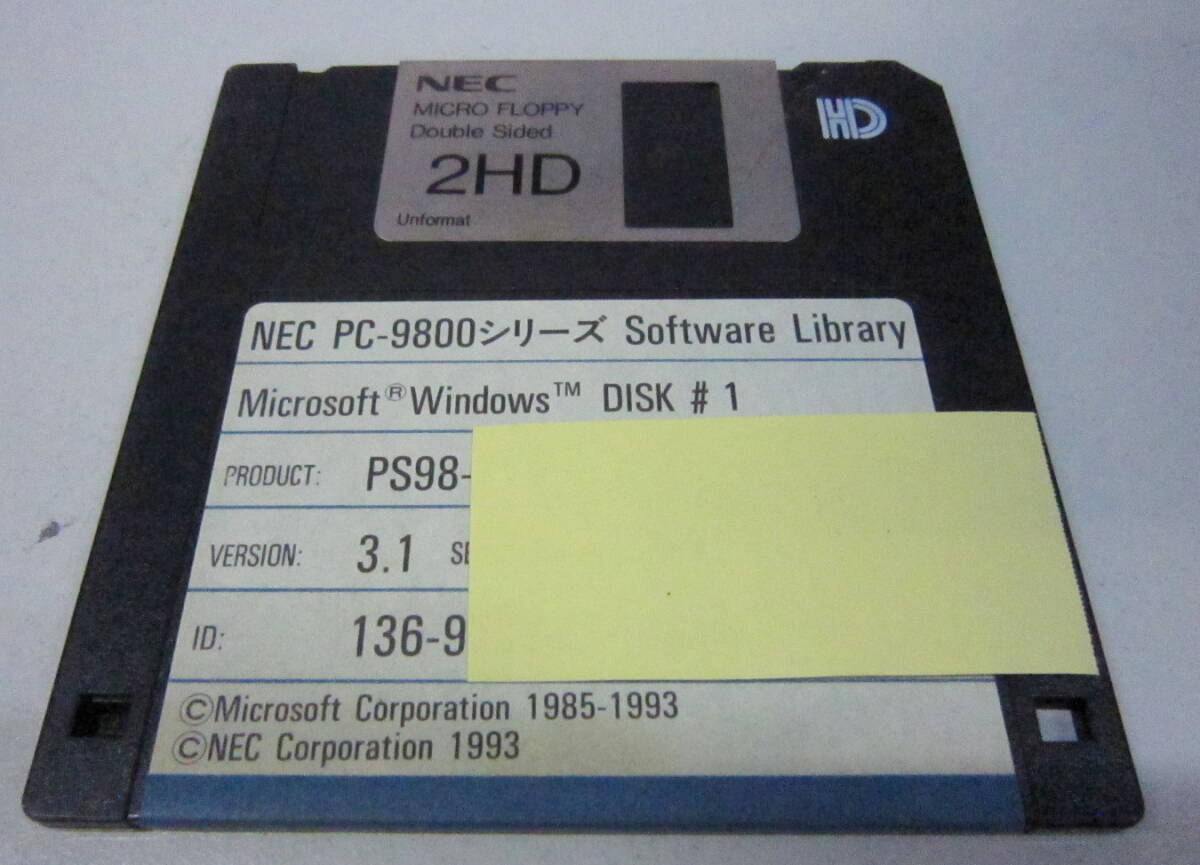 NEC
MICRO FLOPPY
Double Sided
2HD
Unformat
HD
NEC PC-9800シリーズ Software Library
Microsoft®Windows™ DISK # 1
PRODUCT: PS98-
VERSION: 3.1
ID: 136-9
©Microsoft Corporation 1985-1993
©NEC Corporation 1993